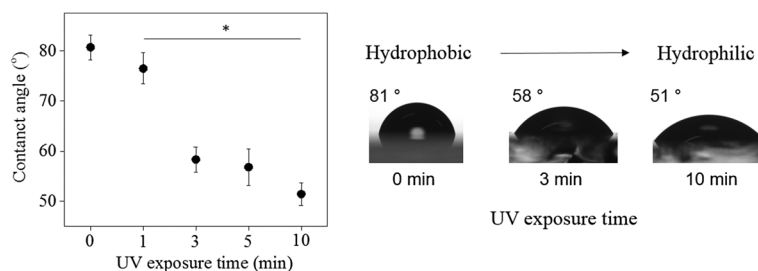 Contanct angle (°)
80
70
60
50
*
0 1 3 5 10
UV exposure time (min)
Hydrophobic
Hydrophilic
81 °
58 °
51 °
0 min
3 min
10 min
UV exposure time